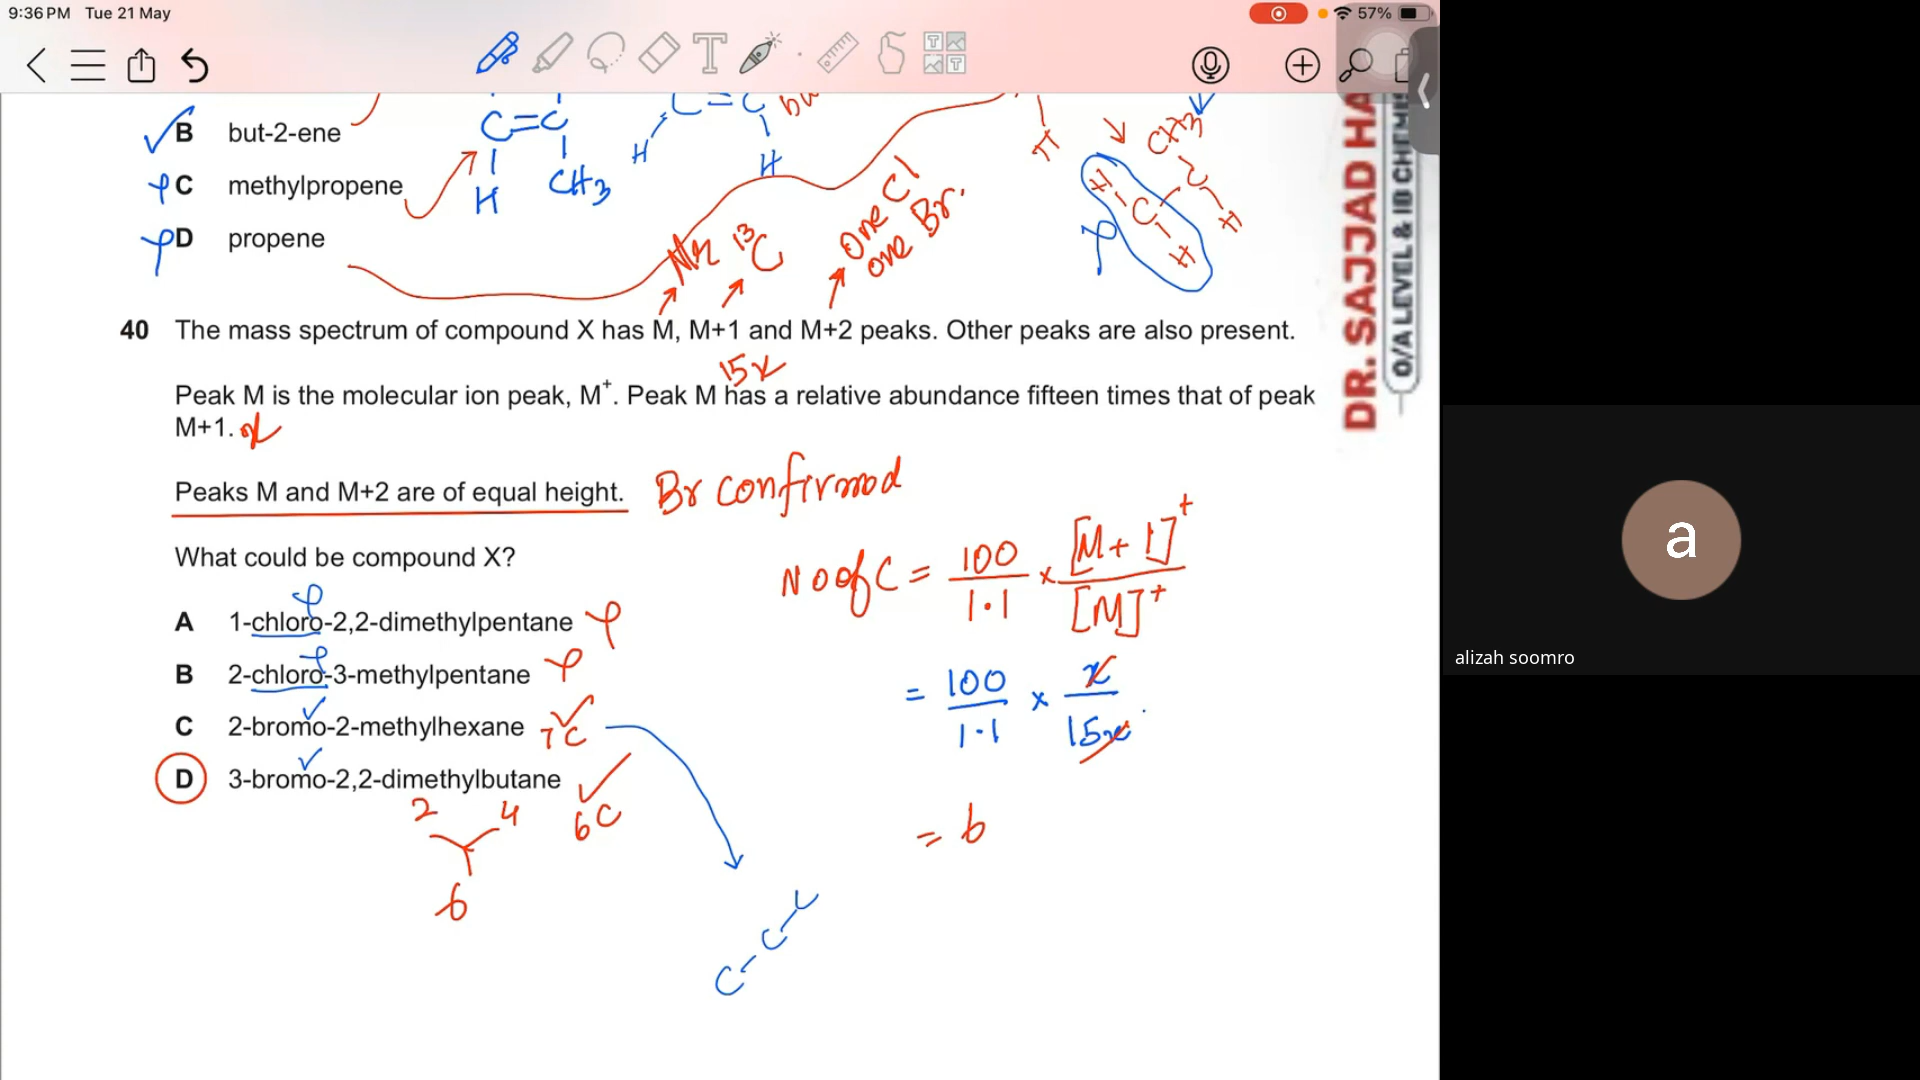 9:36 PM Tue 21 May
57%
C=C
B but-2-ene
H
CH3
H
H
CH3
C
H
H
C
H
H
C methylpropene
D propene
Mr
13C
One Cl
one Br.
40 The mass spectrum of compound X has M, M+1 and M+2 peaks. Other peaks are also present.
15x
Peak M is the molecular ion peak, M+. Peak M has a relative abundance fifteen times that of peak
M+1. x
Peaks M and M+2 are of equal height. Br confirmed
What could be compound X?
No of C = 100/1.1 x [M+1]+/[M]+
A 1-chloro-2,2-dimethylpentane
B 2-chloro-3-methylpentane
= 100/1.1 x x/15x
C 2-bromo-2-methylhexane 7C
D 3-bromo-2,2-dimethylbutane
6C
2 4
6
= 6
C
C
DR. SAJJAD HA
O/A LEVEL & IB CHEMI
a
alizah soomro